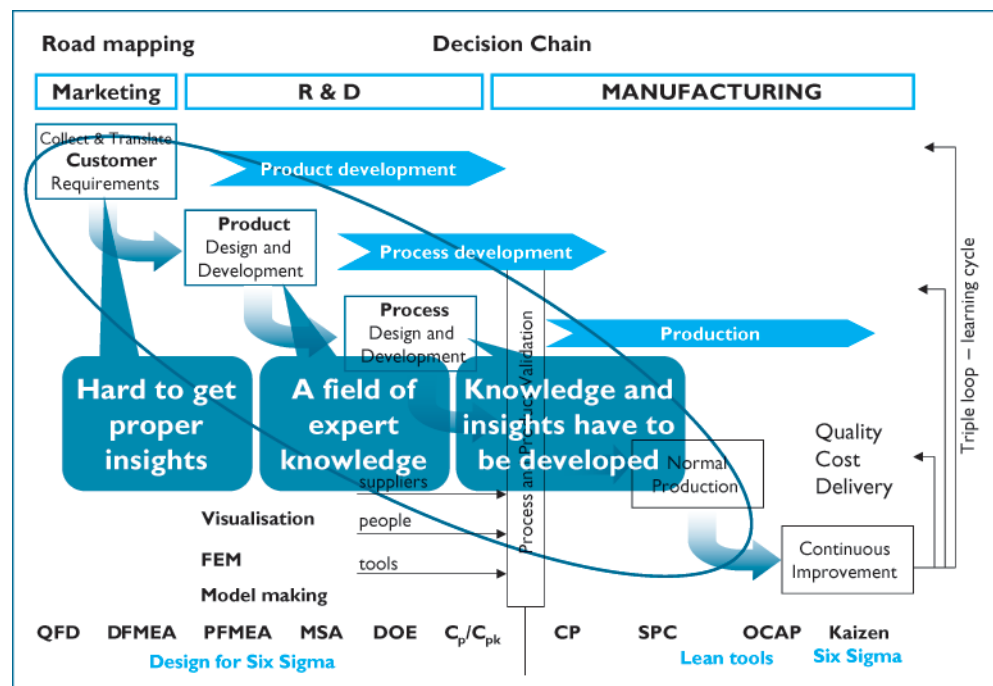 Road mapping
Decision Chain
Marketing
R & D
MANUFACTURING
Collect & Translate
Customer
Requirements
Product development
Product
Design and
Development
Process development
Process
Design and
Development
Production
Process and Product Validation
Hard to get
proper
insights
A field of
expert
knowledge
Knowledge and
insights have to
be developed
Normal
Production
Quality
Cost
Delivery
Triple loop – learning cycle
suppliers
people
tools
Visualisation
FEM
Model making
Continuous
Improvement
QFD DFMEA PFMEA MSA DOE Cp/Cpk CP SPC OCAP Kaizen
Design for Six Sigma
Lean tools
Six Sigma